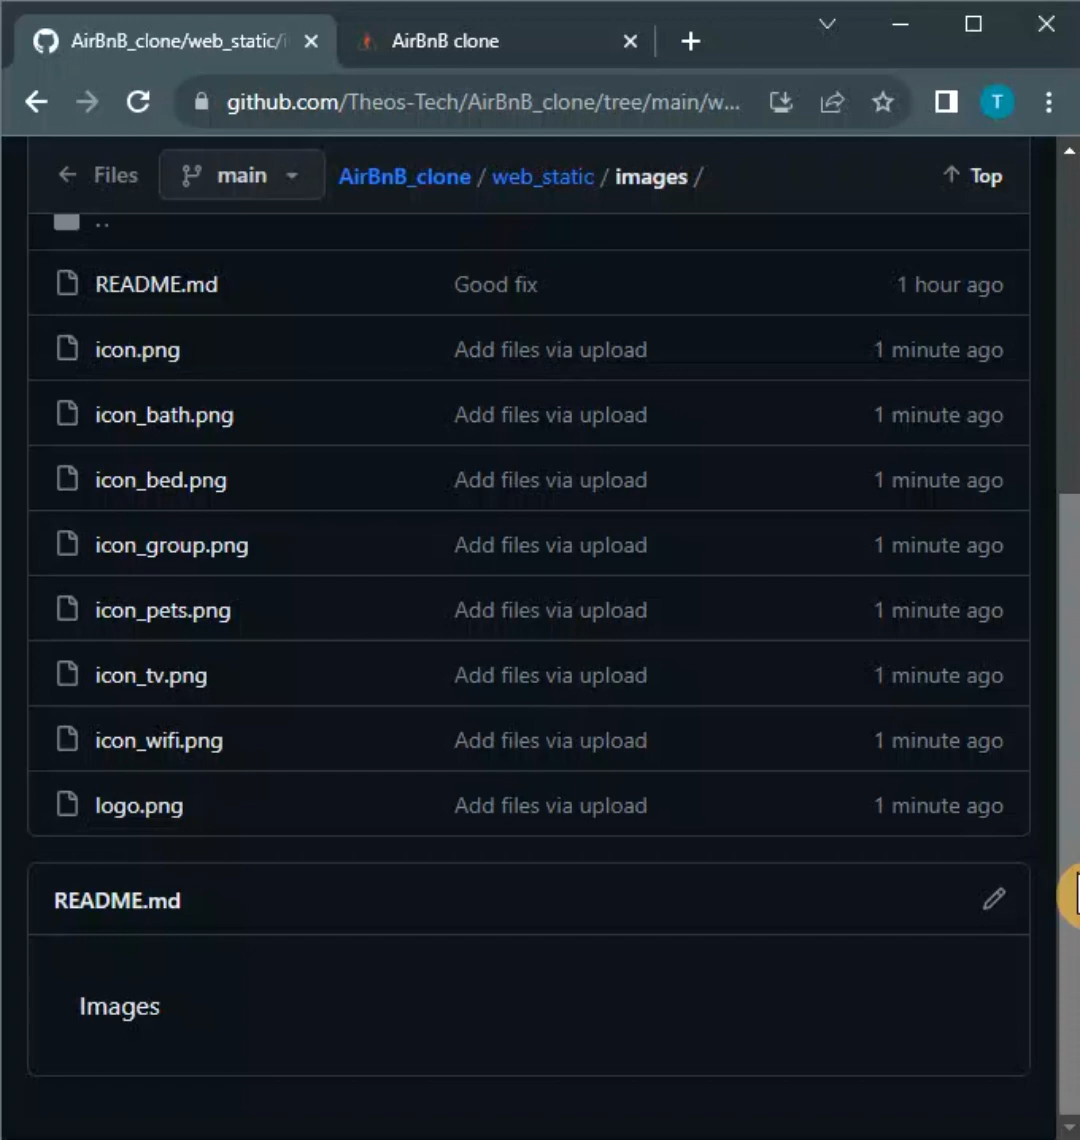 AirBnB_clone/web_static/i
AirBnB clone
github.com/Theos-Tech/AirBnB_clone/tree/main/w...
T
Files main AirBnB_clone / web_static / images / Top
..
README.md Good fix 1 hour ago
icon.png Add files via upload 1 minute ago
icon_bath.png Add files via upload 1 minute ago
icon_bed.png Add files via upload 1 minute ago
icon_group.png Add files via upload 1 minute ago
icon_pets.png Add files via upload 1 minute ago
icon_tv.png Add files via upload 1 minute ago
icon_wifi.png Add files via upload 1 minute ago
logo.png Add files via upload 1 minute ago
README.md
Images